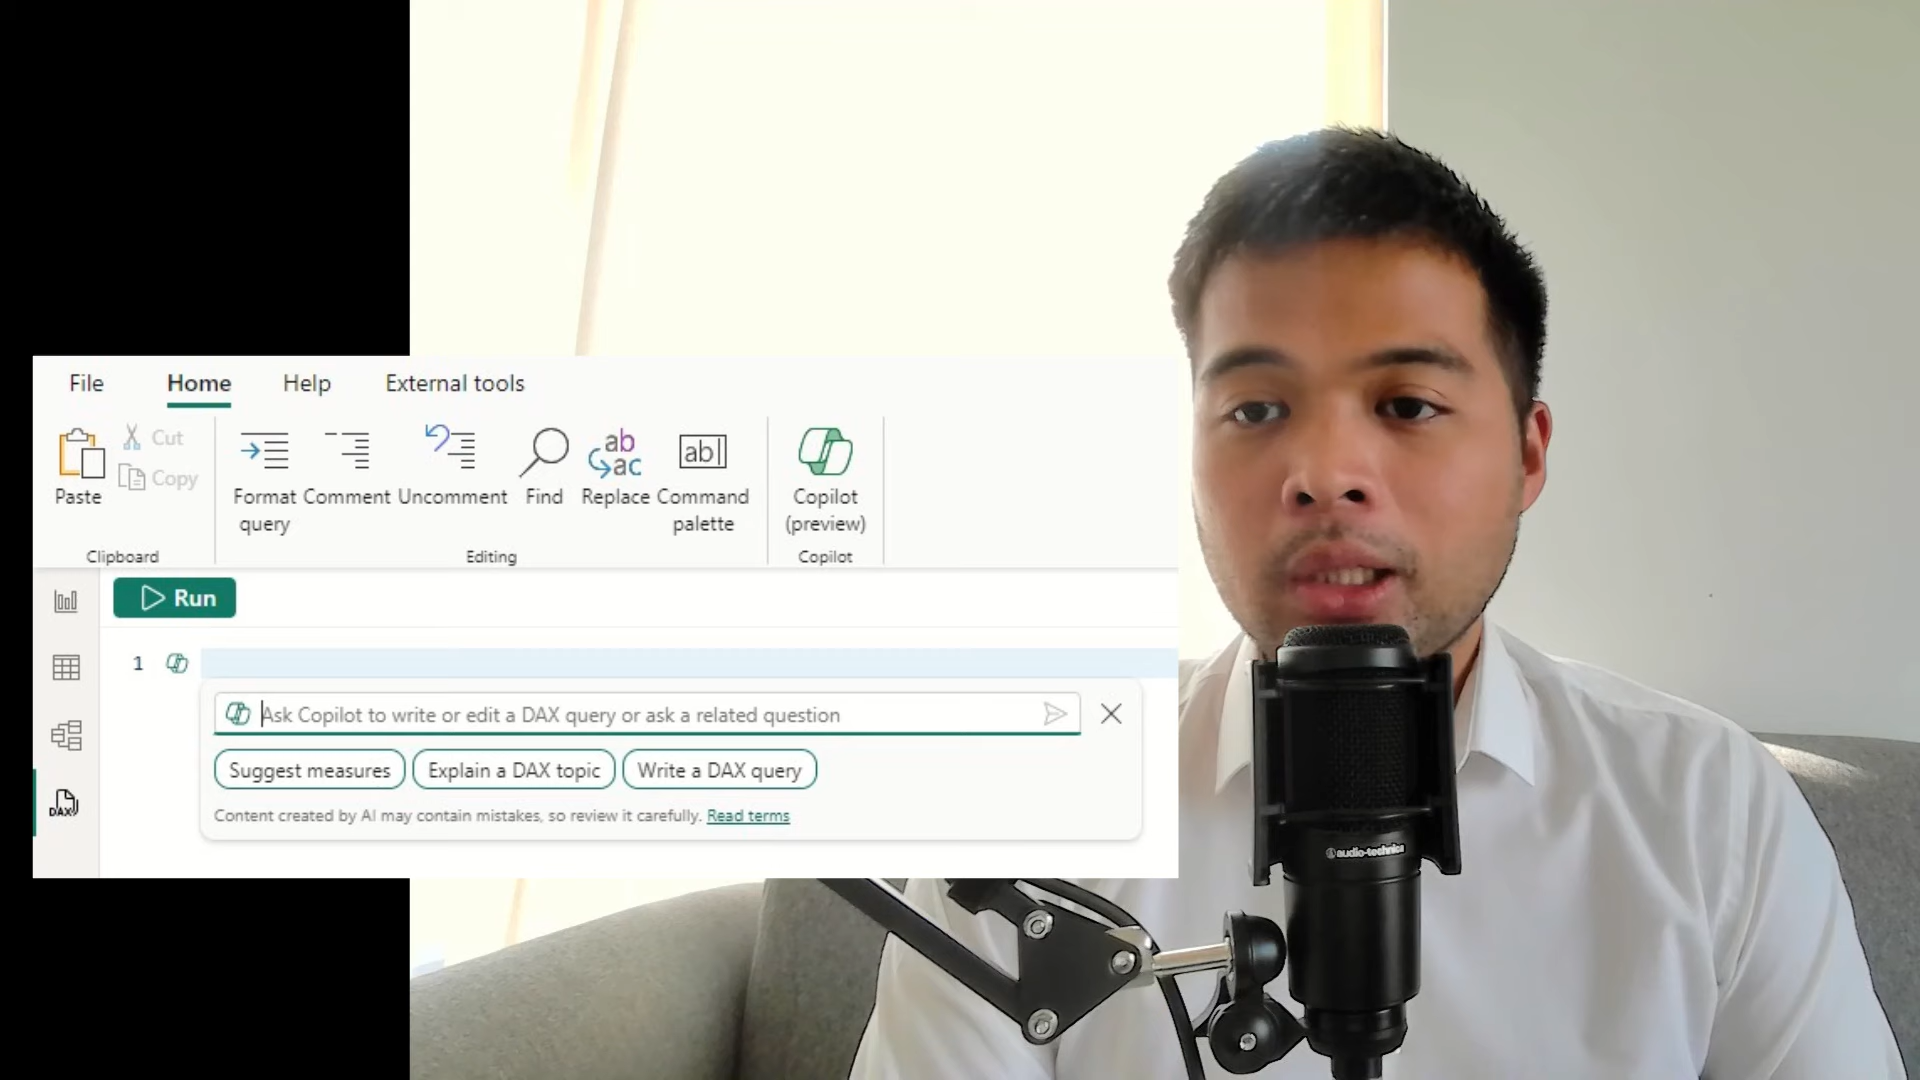 File Home Help External tools
Paste
Cut
Copy
Clipboard
Format query
Comment
Uncomment
Find
ab
ac
Replace
ab|
Command palette
Editing
Copilot (preview)
Copilot
Run
1
Ask Copilot to write or edit a DAX query or ask a related question
Suggest measures Explain a DAX topic Write a DAX query
Content created by AI may contain mistakes, so review it carefully. Read terms
DAX
audio-technica